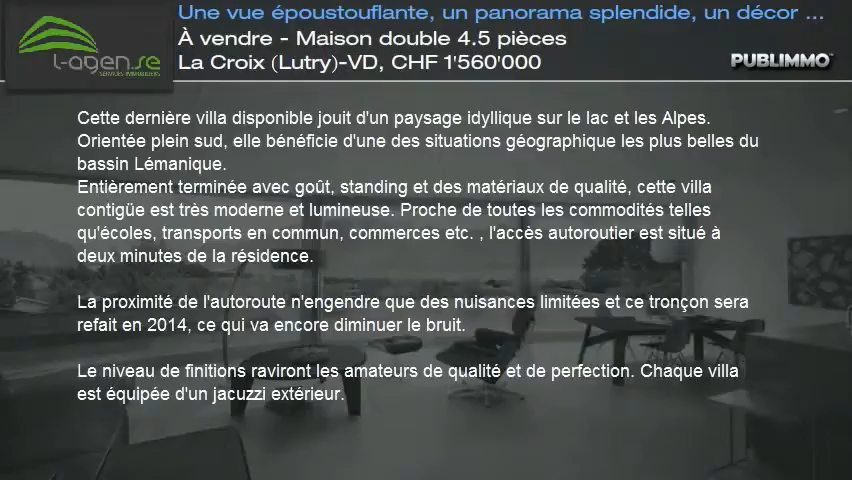 Une vue époustouflante, un panorama splendide, un décor ...
L-agen.se
SERVICES IMMOBILIERS
À vendre - Maison double 4.5 pièces
La Croix (Lutry)-VD, CHF 1'560'000
PUBLIMMO
Cette dernière villa disponible jouit d'un paysage idyllique sur le lac et les Alpes.
Orientée plein sud, elle bénéficie d'une des situations géographique les plus belles du
bassin Lémanique.
Entièrement terminée avec goût, standing et des matériaux de qualité, cette villa
contigüe est très moderne et lumineuse. Proche de toutes les commodités telles
qu'écoles, transports en commun, commerces etc. , l'accès autoroutier est situé à
deux minutes de la résidence.
La proximité de l'autoroute n'engendre que des nuisances limitées et ce tronçon sera
refait en 2014, ce qui va encore diminuer le bruit.
Le niveau de finitions raviront les amateurs de qualité et de perfection. Chaque villa
est équipée d'un jacuzzi extérieur.